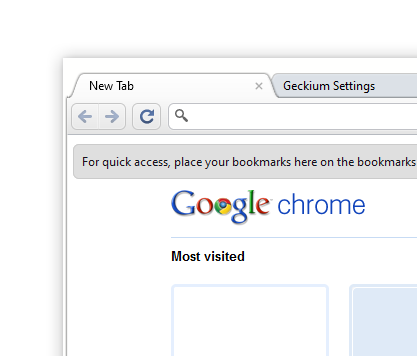 New Tab
Geckium Settings
For quick access, place your bookmarks here on the bookmarks
Google chrome
Most visited